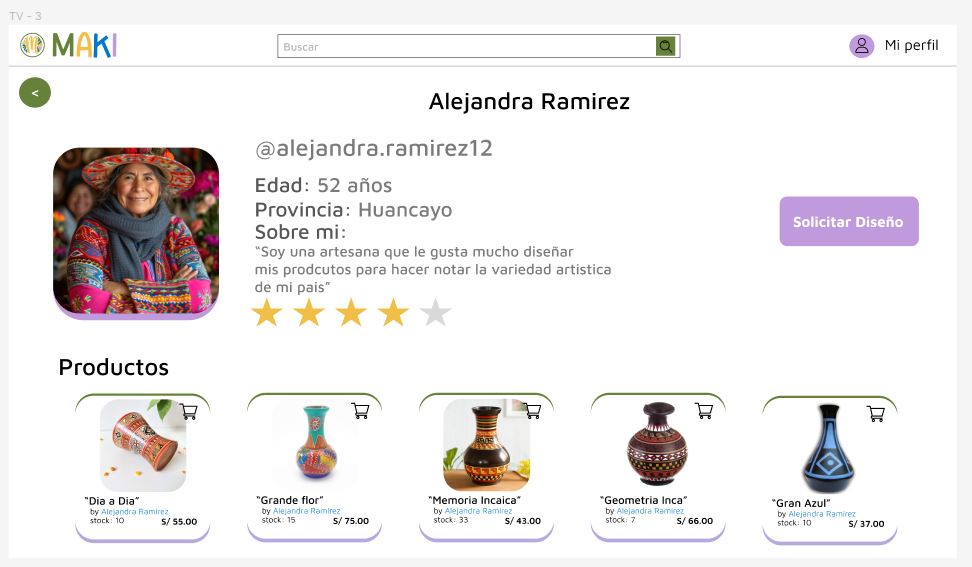 TV - 3
MAKI
Buscar
Mi perfil
<
Alejandra Ramirez
@alejandra.ramirez12
Edad: 52 años
Provincia: Huancayo
Sobre mi:
“Soy una artesana que le gusta mucho diseñar
mis prodcutos para hacer notar la variedad artistica
de mi pais”
Solicitar Diseño
Productos
“Dia a Dia”
by Alejandra Ramirez
stock: 10
S/ 55.00
“Grande flor”
by Alejandra Ramirez
stock: 15
S/ 75.00
“Memoria Incaica”
by Alejandra Ramirez
stock: 33
S/ 43.00
“Geometria Inca”
by Alejandra Ramirez
stock: 7
S/ 66.00
“Gran Azul”
by Alejandra Ramirez
stock: 10
S/ 37.00